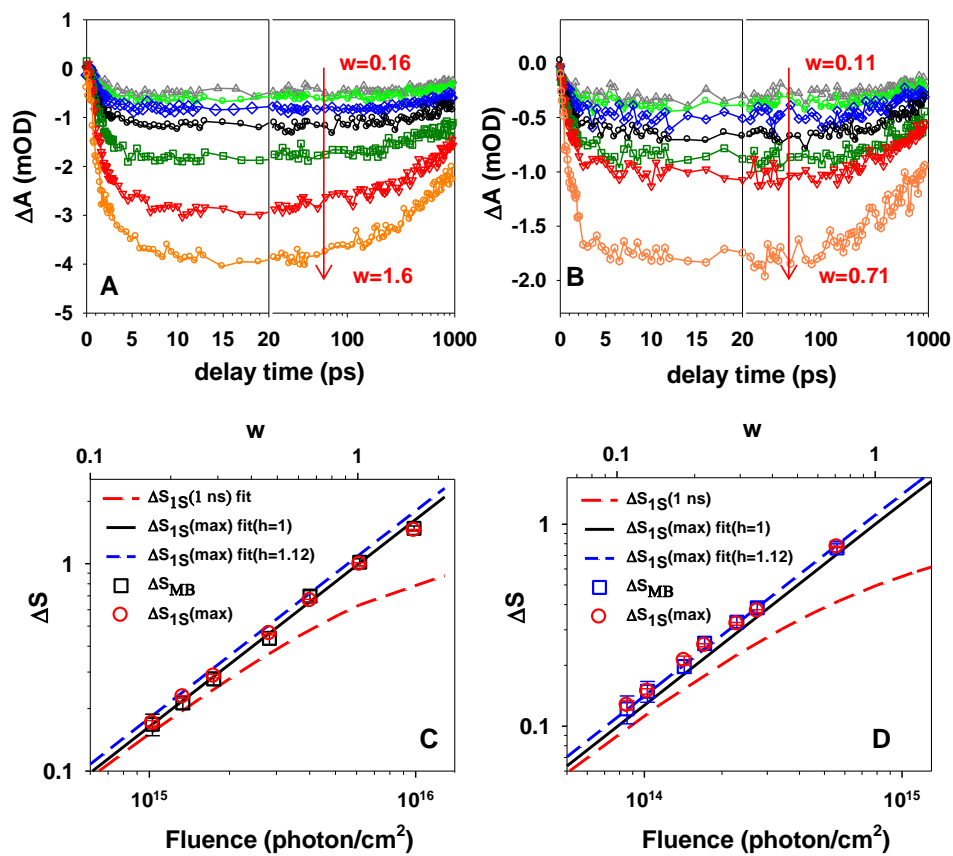 1
0
-1
-2
-3
-4
-5
ΔA (mOD)
w=0.16
w=1.6
A
0 5 10 15 20 100 1000
delay time (ps)
0.4
0.0
-0.5
-1.0
-1.5
-2.0
ΔA (mOD)
w=0.11
w=0.71
B
0 5 10 15 20 100 1000
delay time (ps)
w
0.1 1
ΔS₁S(1 ns) fit
ΔS₁S(max) fit(h=1)
ΔS₁S(max) fit(h=1.12)
ΔS_MB
ΔS₁S(max)
1
0.1
ΔS
C
10¹⁵ 10¹⁶
Fluence (photon/cm²)
w
0.1 1
ΔS₁S(1 ns)
ΔS₁S(max) fit(h=1)
ΔS₁S(max) fit(h=1.12)
ΔS_MB
ΔS₁S(max)
1
0.1
ΔS
D
10¹⁴ 10¹⁵
Fluence (photon/cm²)